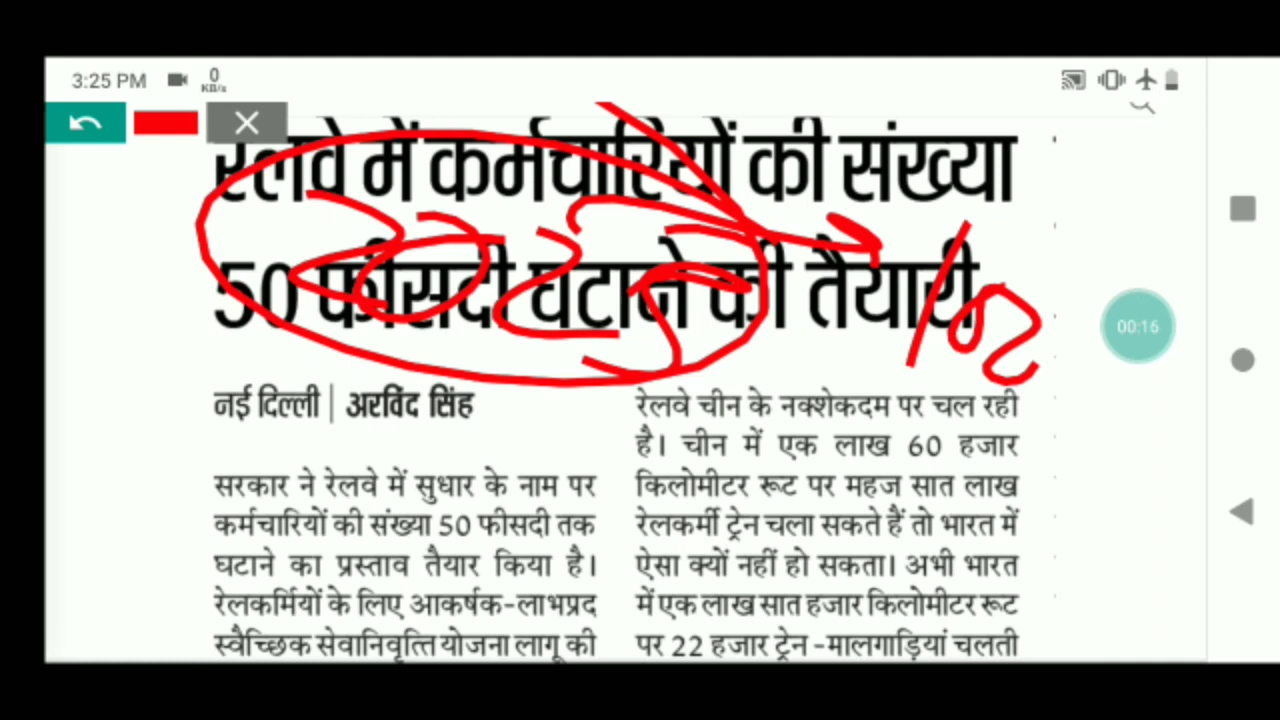 3:25 PM
0
KB/s
रेलवे में कर्मचारियों की संख्या
50 फीसदी घटाने की तैयारी
00:16
नई दिल्ली | अरविंद सिंह
सरकार ने रेलवे में सुधार के नाम पर
कर्मचारियों की संख्या 50 फीसदी तक
घटाने का प्रस्ताव तैयार किया है।
रेलकर्मियों के लिए आकर्षक-लाभप्रद
स्वैच्छिक सेवानिवृत्ति योजना लागू की
रेलवे चीन के नक्शेकदम पर चल रही
है। चीन में एक लाख 60 हजार
किलोमीटर रूट पर महज सात लाख
रेलकर्मी ट्रेन चला सकते हैं तो भारत में
ऐसा क्यों नहीं हो सकता। अभी भारत
में एक लाख सात हजार किलोमीटर रूट
पर 22 हजार ट्रेन -मालगाड़ियां चलती